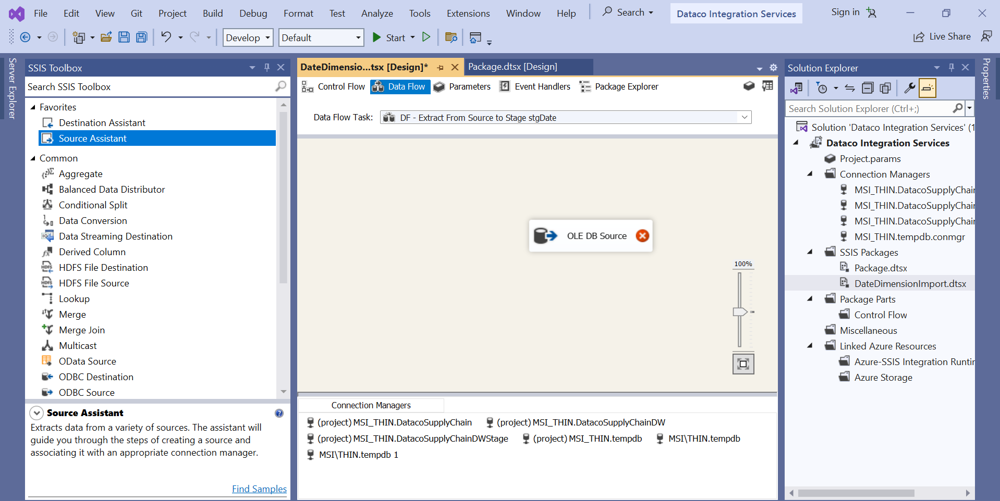 File Edit View Git Project Build Debug Format Test Analyze Tools Extensions Window Help Search Dataco Integration Services Sign in
Develop Default Start Live Share
Server Explorer
SSIS Toolbox
Search SSIS Toolbox
Favorites
Destination Assistant
Source Assistant
Common
Aggregate
Balanced Data Distributor
Conditional Split
Data Conversion
Data Streaming Destination
Derived Column
HDFS File Destination
HDFS File Source
Lookup
Merge
Merge Join
Multicast
OData Source
ODBC Destination
ODBC Source
Source Assistant
Extracts data from a variety of sources. The assistant will
guide you through the steps of creating a source and
associating it with an appropriate connection manager.
Find Samples
DateDimensio...tsx [Design]* Package.dtsx [Design]
Control Flow Data Flow Parameters Event Handlers Package Explorer
Data Flow Task: DF - Extract From Source to Stage stgDate
OLE DB Source
100%
Connection Managers
(project) MSI_THIN.DatacoSupplyChain (project) MSI_THIN.DatacoSupplyChainDW
(project) MSI_THIN.DatacoSupplyChainDWStage (project) MSI_THIN.tempdb MSI\THIN.tempdb
MSI\THIN.tempdb 1
Solution Explorer
Search Solution Explorer (Ctrl+;)
Solution 'Dataco Integration Services' (1
Dataco Integration Services
Project.params
Connection Managers
MSI_THIN.DatacoSupplyChain
MSI_THIN.DatacoSupplyChain
MSI_THIN.DatacoSupplyChain
MSI_THIN.tempdb.conmgr
SSIS Packages
Package.dtsx
DateDimensionImport.dtsx
Package Parts
Control Flow
Miscellaneous
Linked Azure Resources
Azure-SSIS Integration Runtin
Azure Storage
Properties